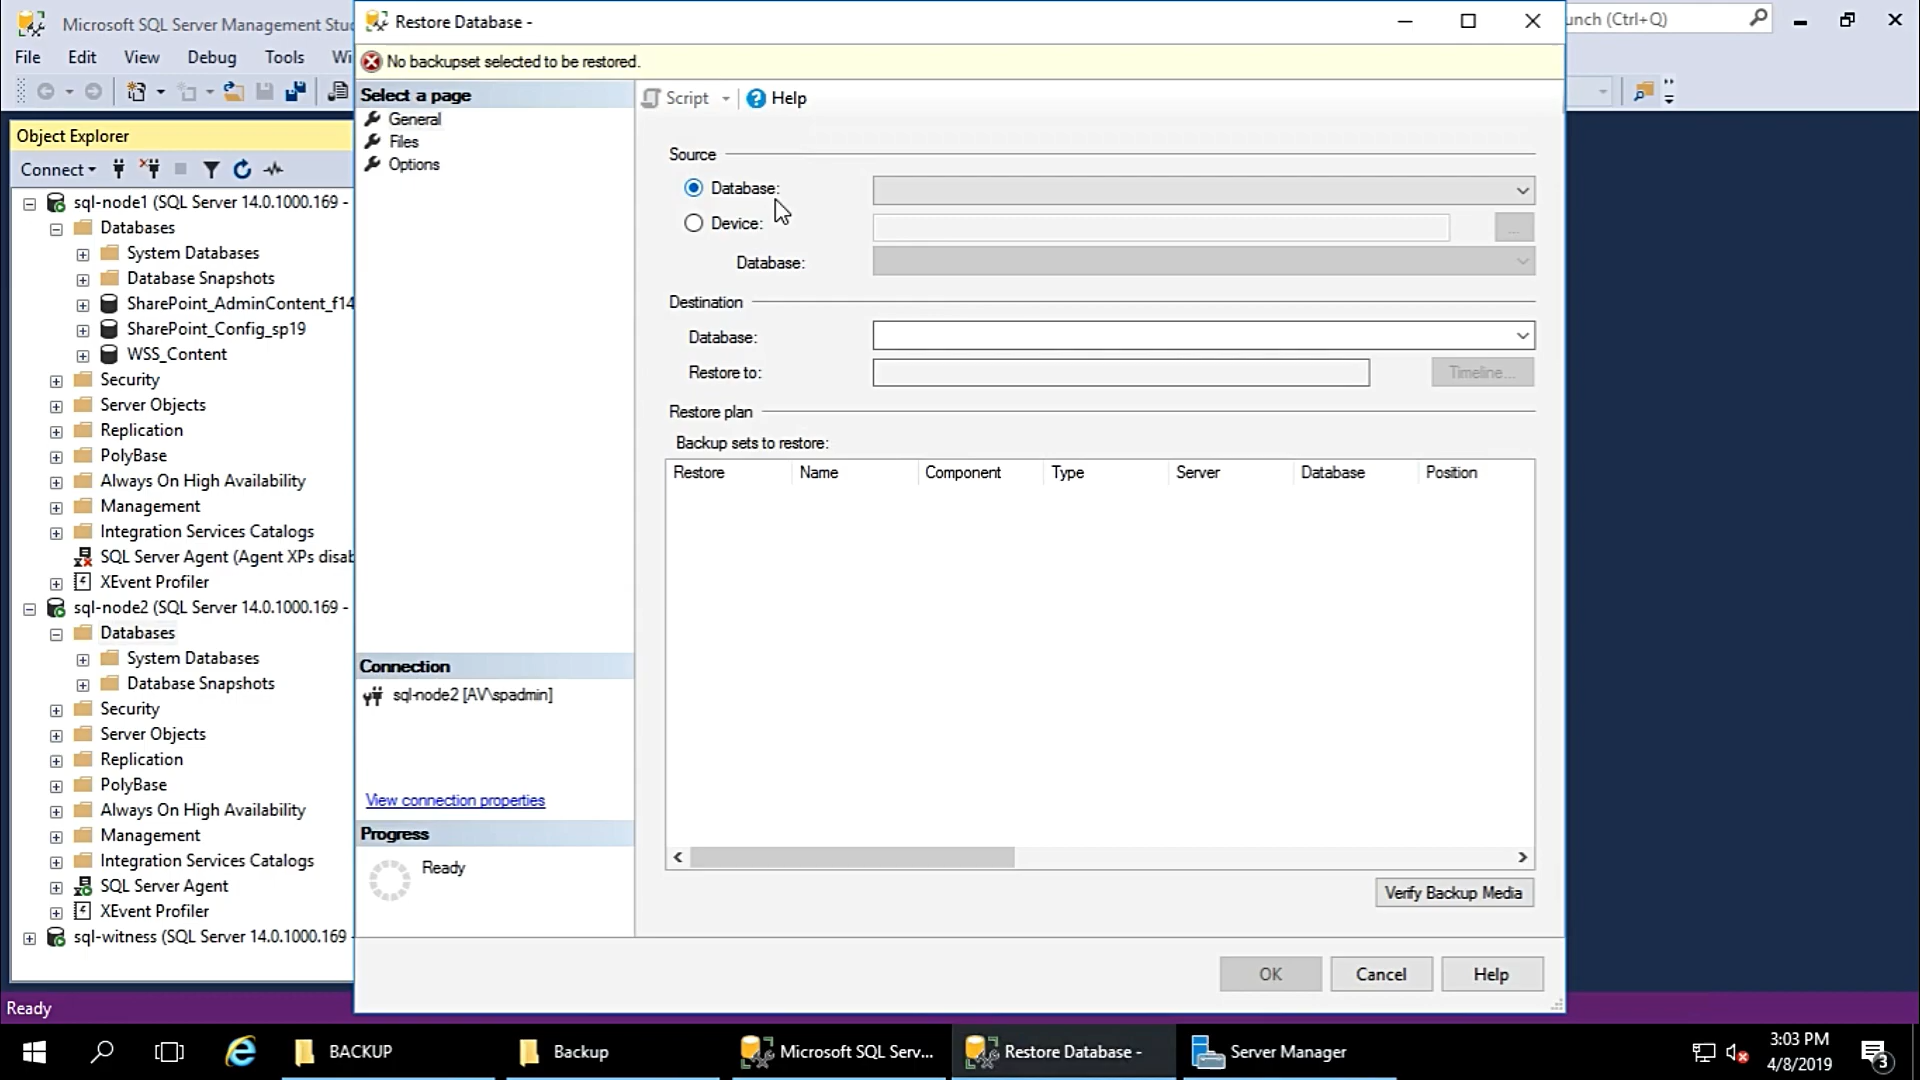 Microsoft SQL Server Management Stu
unch (Ctrl+Q)
File Edit View Debug Tools Wi
Object Explorer
Connect
sql-node1 (SQL Server 14.0.1000.169 -
Databases
System Databases
Database Snapshots
SharePoint_AdminContent_f14
SharePoint_Config_sp19
WSS_Content
Security
Server Objects
Replication
PolyBase
Always On High Availability
Management
Integration Services Catalogs
SQL Server Agent (Agent XPs disab
XEvent Profiler
sql-node2 (SQL Server 14.0.1000.169 -
Databases
System Databases
Database Snapshots
Security
Server Objects
Replication
PolyBase
Always On High Availability
Management
Integration Services Catalogs
SQL Server Agent
XEvent Profiler
sql-witness (SQL Server 14.0.1000.169
Ready
Restore Database -
No backupset selected to be restored.
Select a page
General
Files
Options
Connection
sql-node2 [AV\spadmin]
View connection properties
Progress
Ready
Script Help
Source
Database:
Device:
...
Database:
Destination
Database:
Restore to:
Timeline...
Restore plan
Backup sets to restore:
Restore Name Component Type Server Database Position
Verify Backup Media
OK Cancel Help
BACKUP
Backup
Microsoft SQL Serv...
Restore Database -
Server Manager
3:03 PM
4/8/2019
3